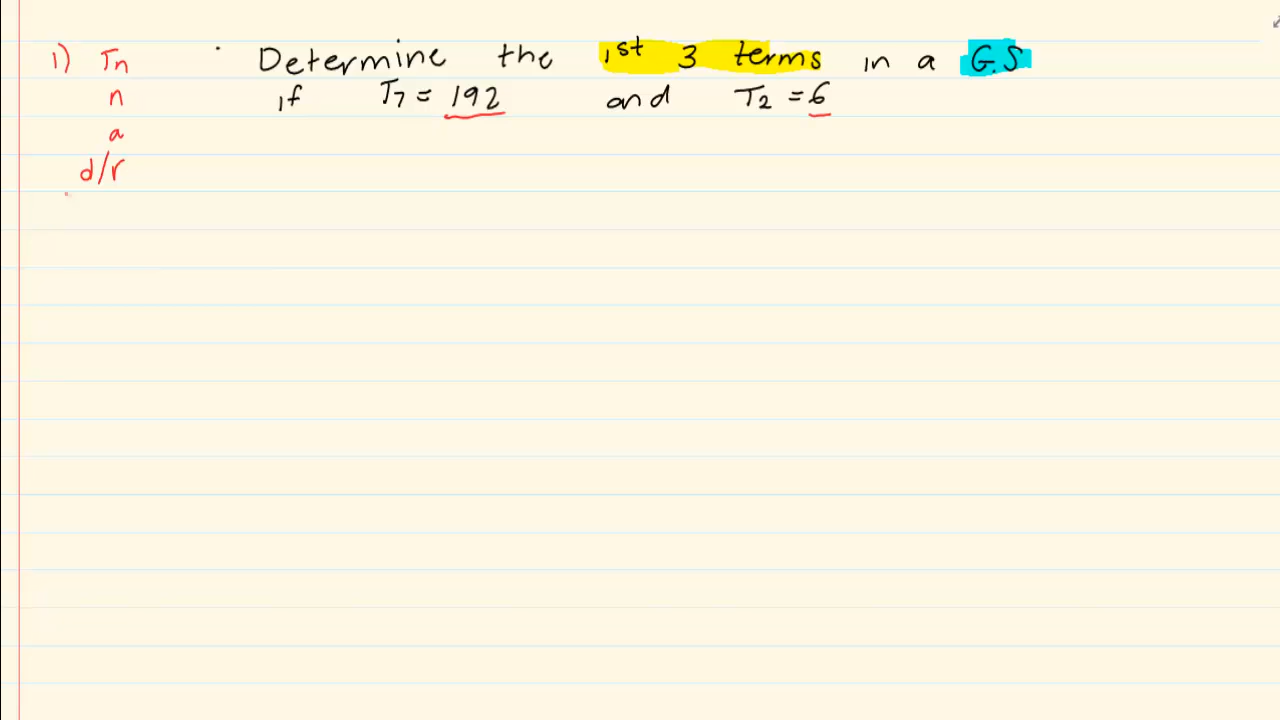 1) Tn Determine the 1st 3 terms in a G.S
n if T7 = 192 and T2 = 6
a
d/r